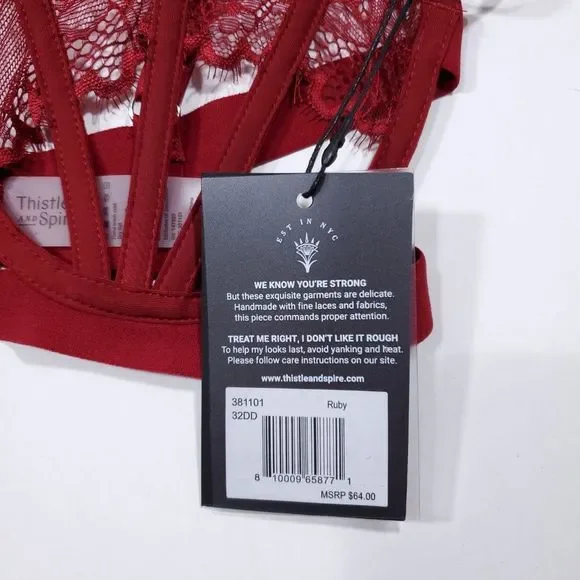 Thistle
AND Spire
EST IN NYC
WE KNOW YOU'RE STRONG
But these exquisite garments are delicate.
Handmade with fine laces and fabrics,
this piece commands proper attention.
TREAT ME RIGHT, I DON'T LIKE IT ROUGH
To help my looks last, avoid yanking and heat.
Please follow care instructions on our site.
www.thistleandspire.com
381101 Ruby
32DD
8 10009 65877 1
MSRP $64.00